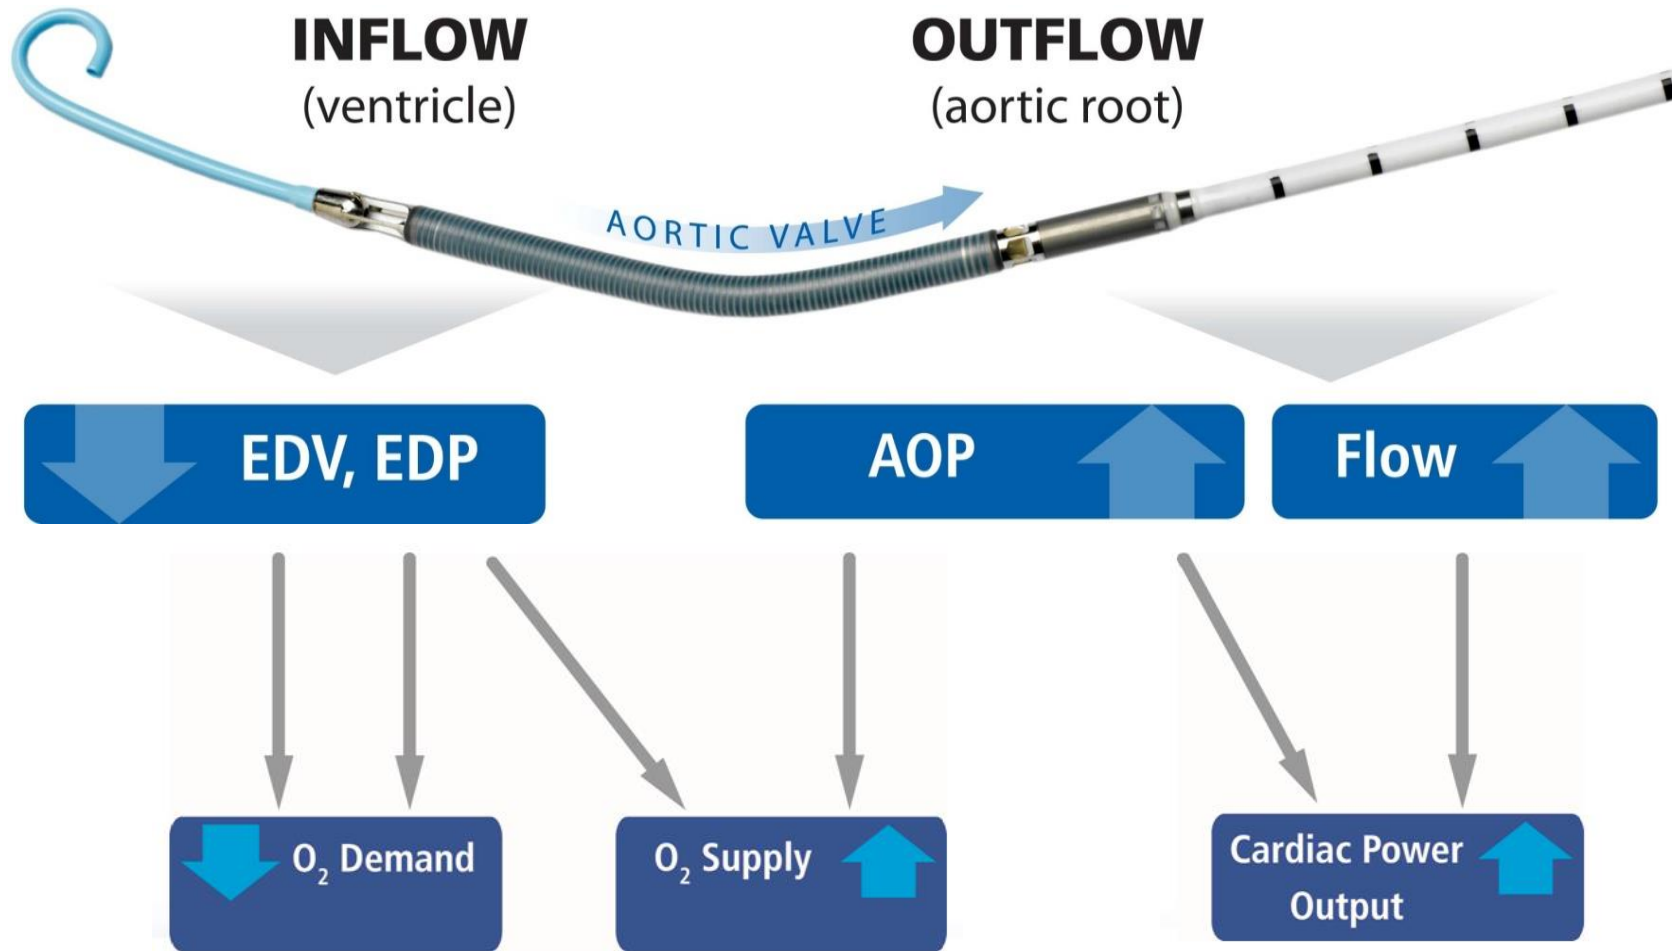 INFLOW
(ventricle)
OUTFLOW
(aortic root)
AORTIC VALVE
EDV, EDP
AOP
Flow
O₂ Demand
O₂ Supply
Cardiac Power
Output